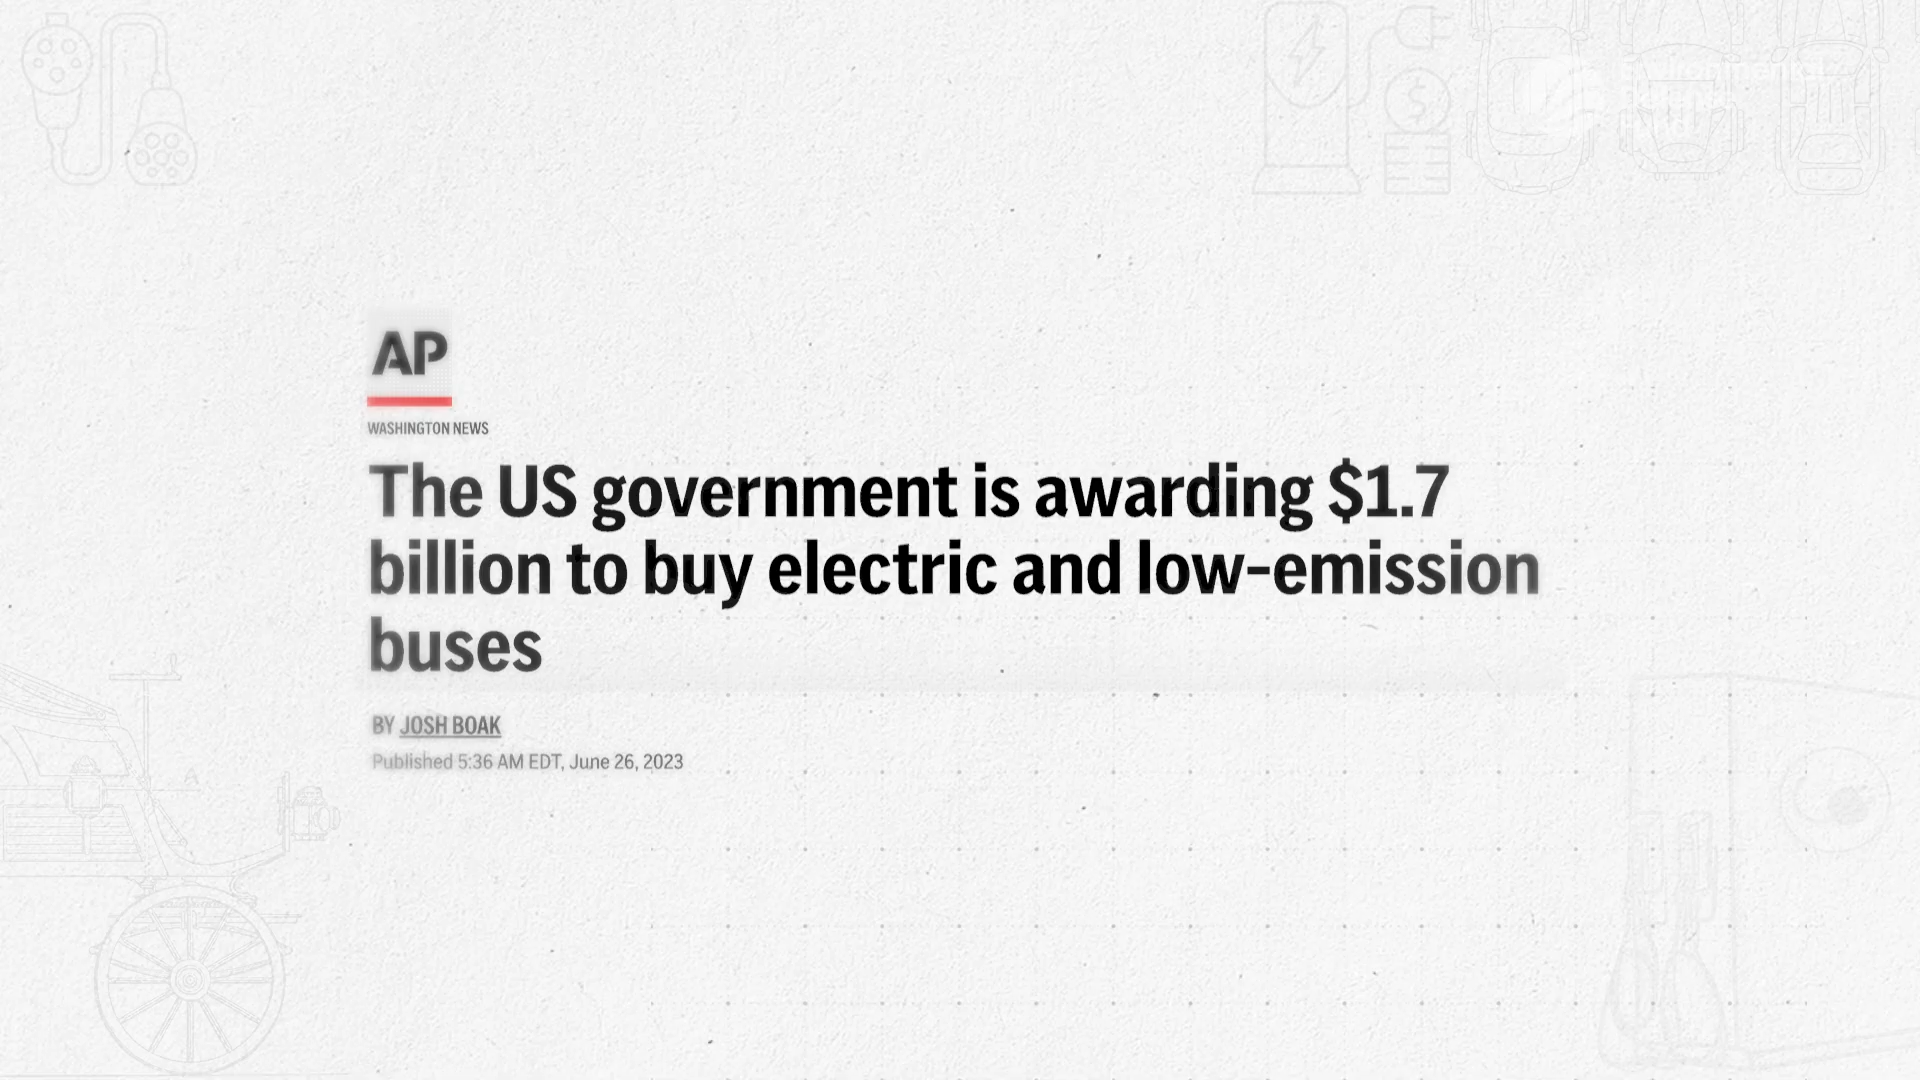 AP
WASHINGTON NEWS
The US government is awarding $1.7
billion to buy electric and low-emission
buses
BY JOSH BOAK
Published 5:36 AM EDT, June 26, 2023